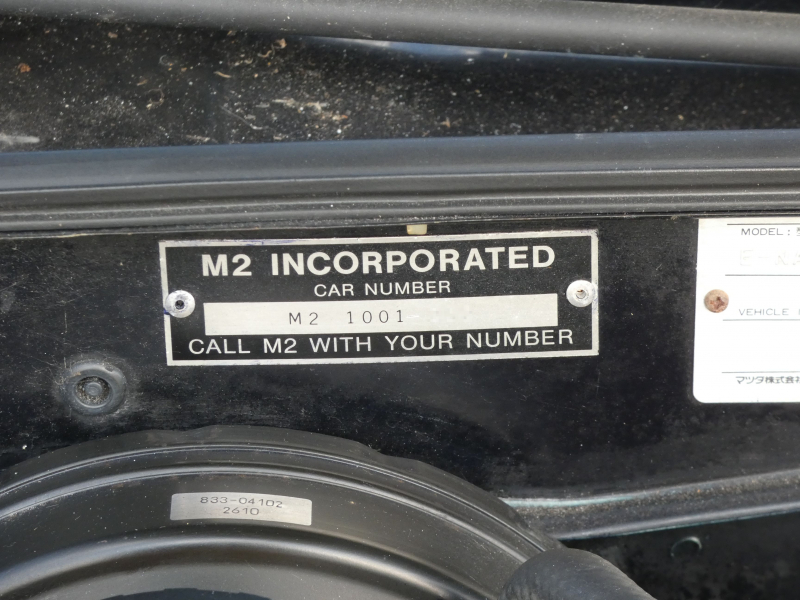 M2 INCORPORATED
CAR NUMBER
M2 1001
CALL M2 WITH YOUR NUMBER
MODEL:
VEHICLE
マツダ株式会
833-04102
2610